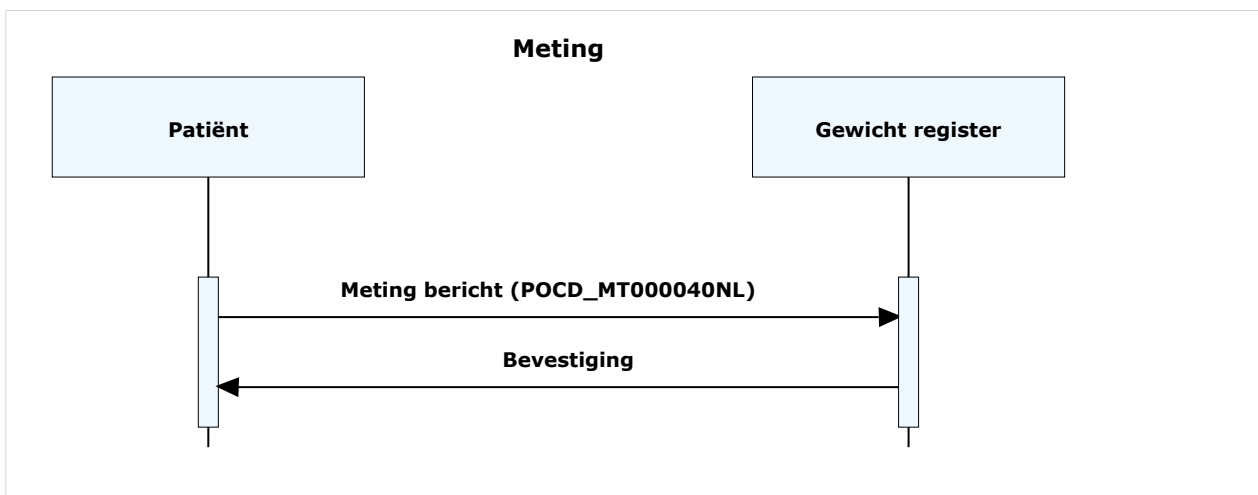 Meting
Patiënt
Gewicht register
Meting bericht (POCD_MT000040NL)
Bevestiging